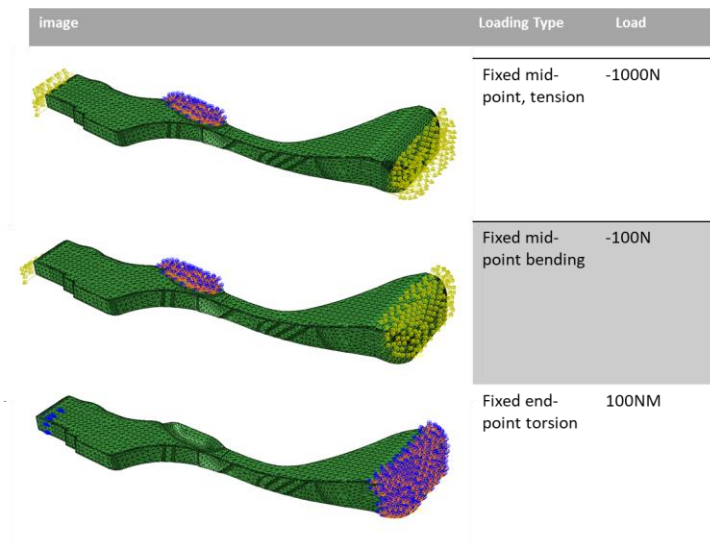 image Loading Type Load
Fixed mid- -1000N
point, tension
Fixed mid- -100N
point bending
Fixed end- 100NM
point torsion